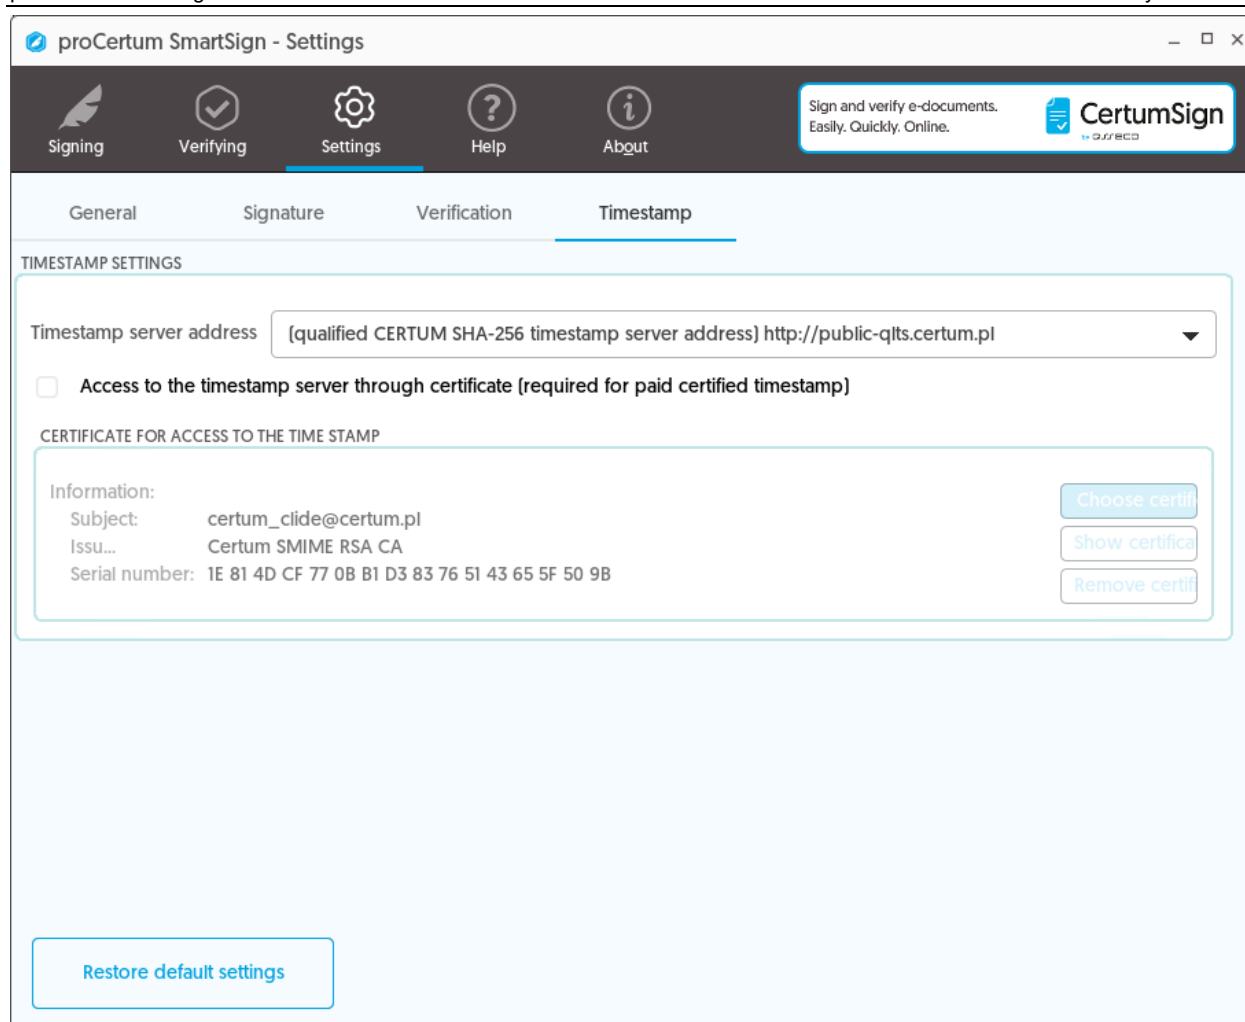 proCertum SmartSign - Settings
Signing
Verifying
Settings
Help
About
Sign and verify e-documents.
Easily. Quickly. Online.
CertumSign
by asseco
General
Signature
Verification
Timestamp
TIMESTAMP SETTINGS
Timestamp server address
(qualified CERTUM SHA-256 timestamp server address) http://public-qlts.certum.pl
Access to the timestamp server through certificate (required for paid certified timestamp)
CERTIFICATE FOR ACCESS TO THE TIME STAMP
Information:
Subject: certum_clide@certum.pl
Issu... Certum SMIME RSA CA
Serial number: 1E 81 4D CF 77 0B B1 D3 83 76 51 43 65 5F 50 9B
Choose certifi
Show certifica
Remove certifi
Restore default settings